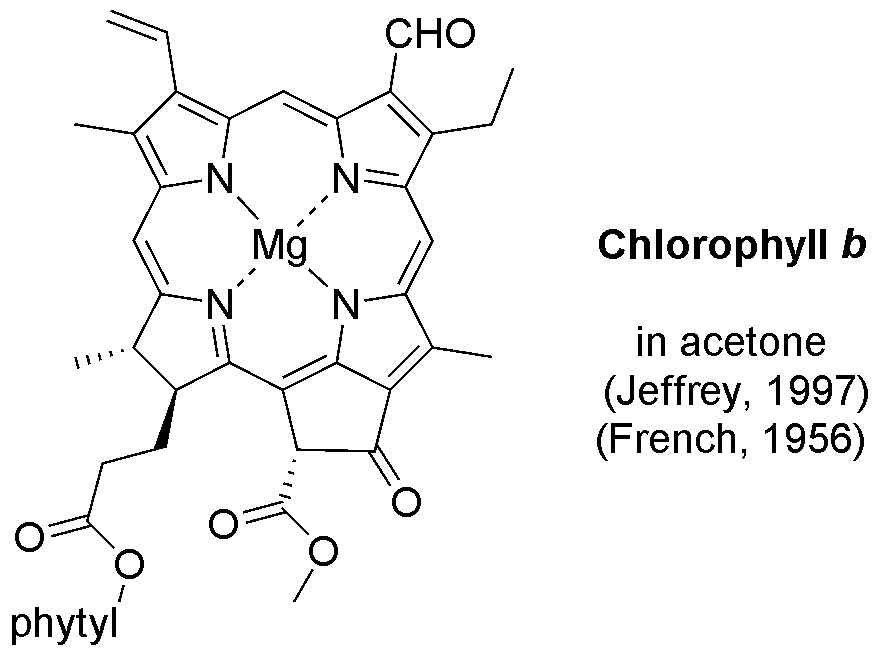 CHO
N
N
Mg
Chlorophyll b
N
N
in acetone
(Jeffrey, 1997)
(French, 1956)
O
O
O
O
O
phytyl